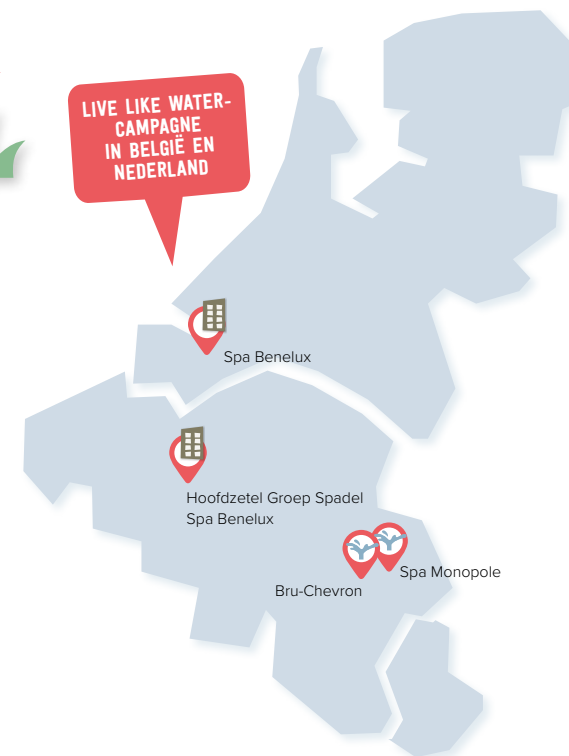 LIVE LIKE WATER-
CAMPAGNE
IN BELGIË EN
NEDERLAND
Spa Benelux
Hoofdzetel Groep Spadel
Spa Benelux
Spa Monopole
Bru-Chevron